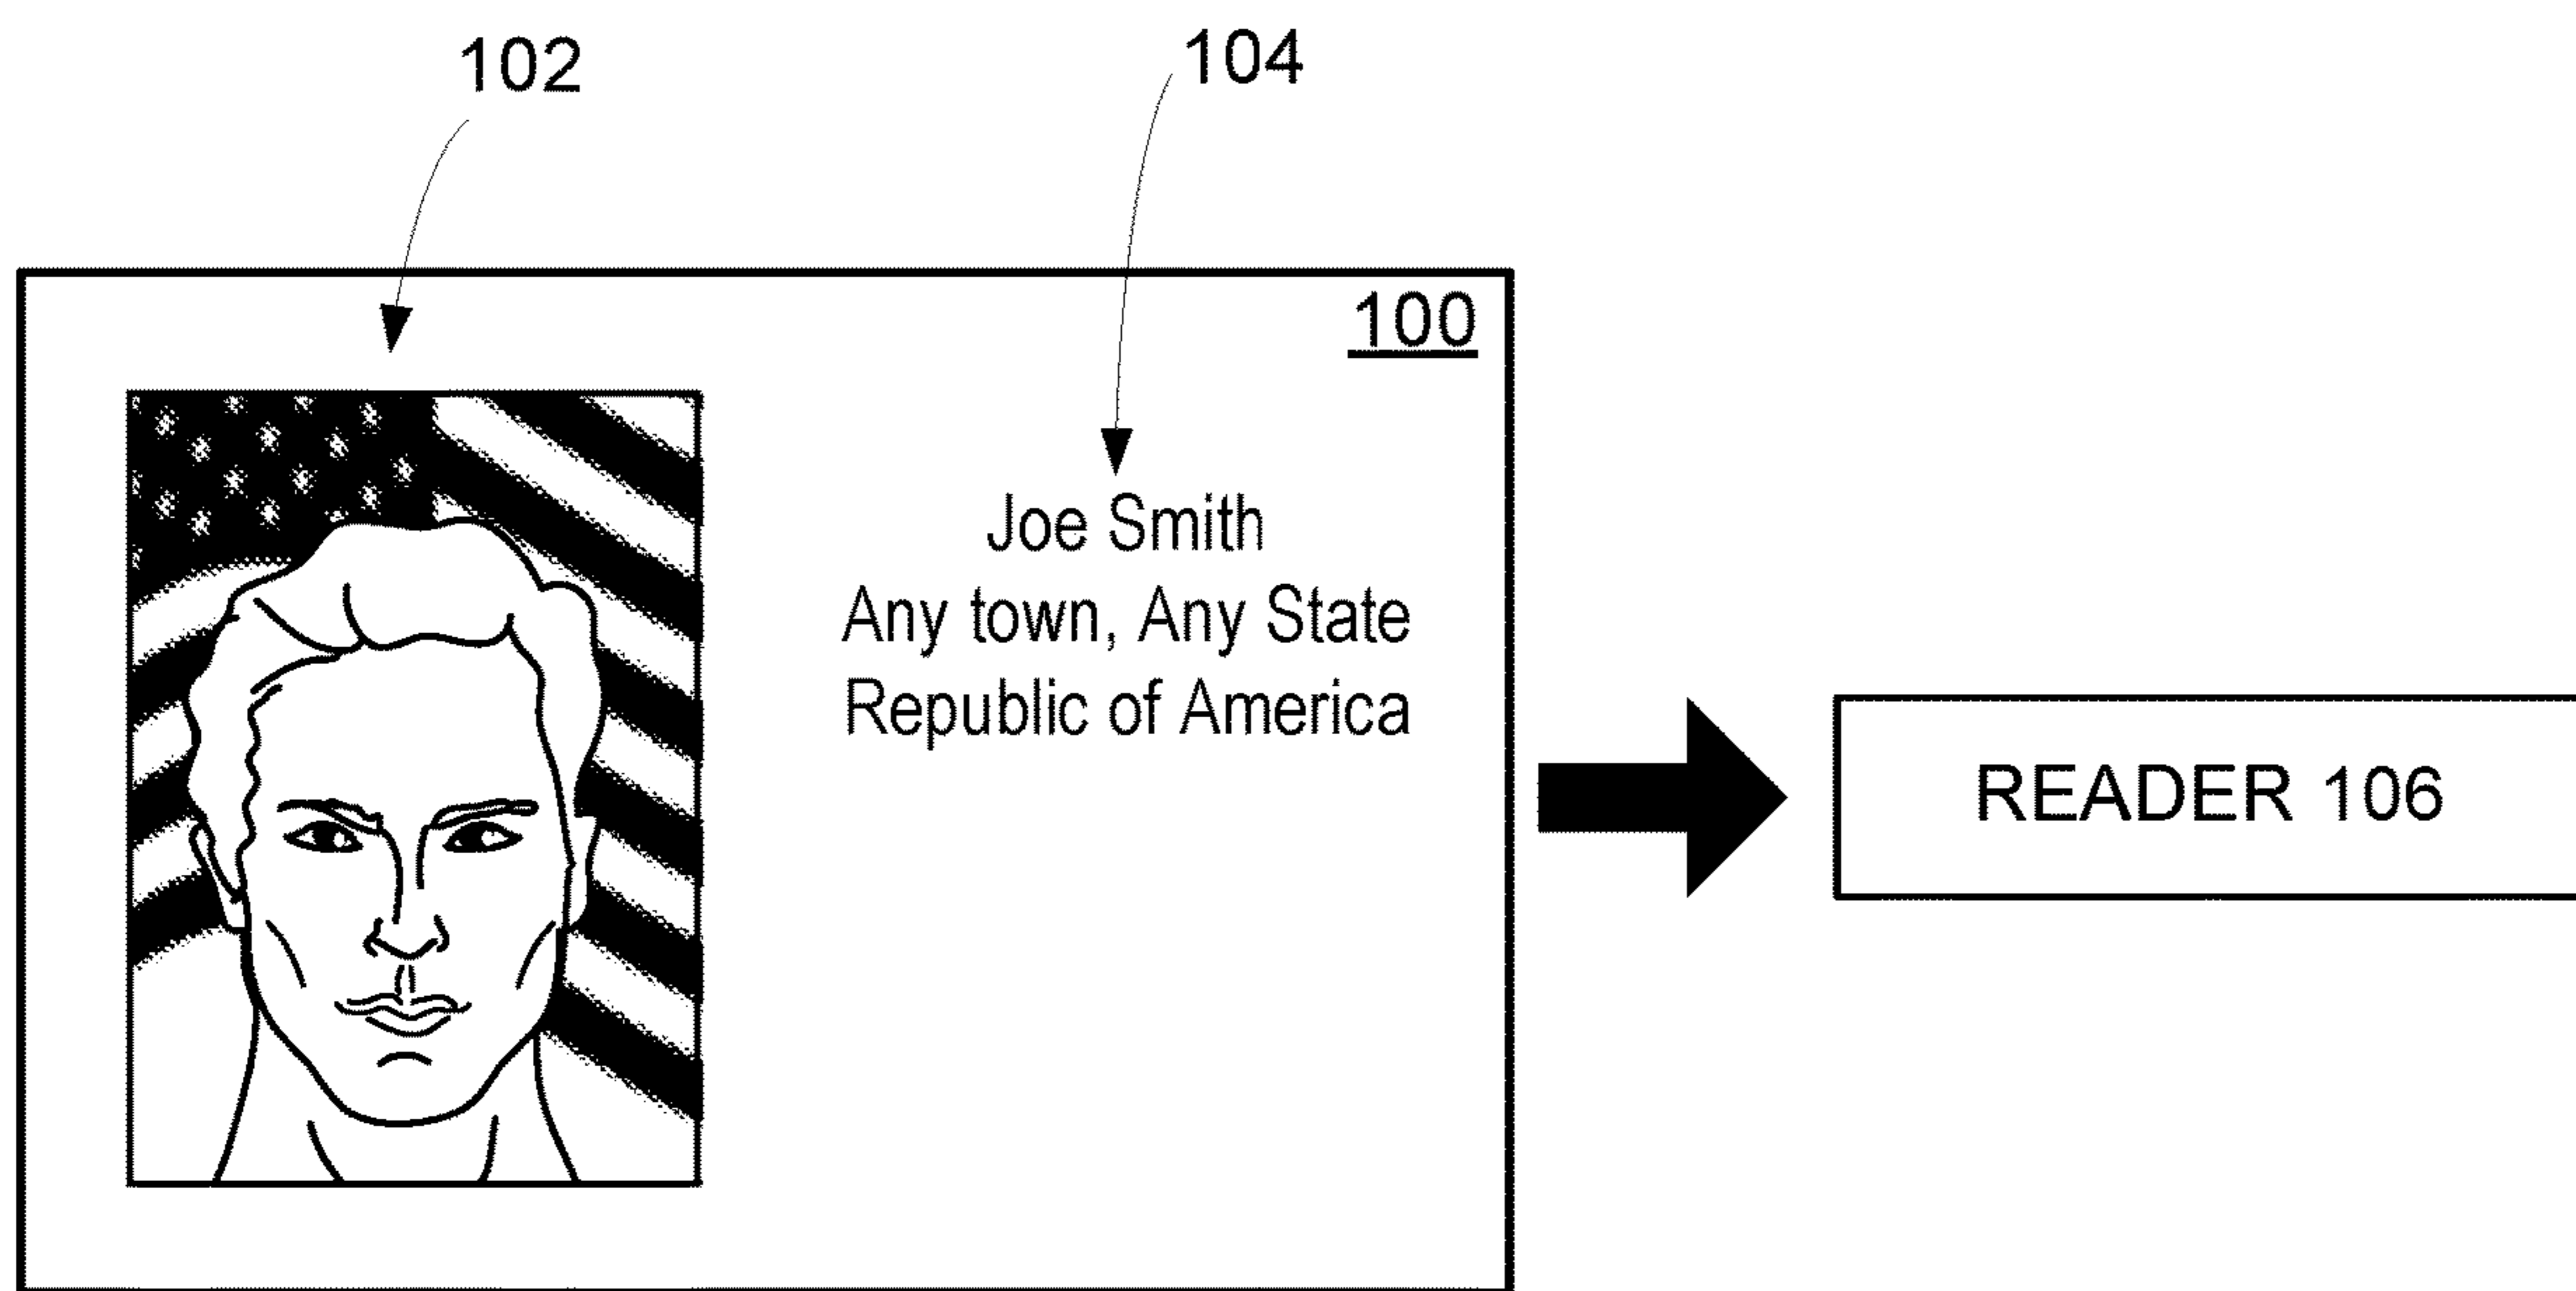 102
104
100
Joe Smith
Any town, Any State
Republic of America
READER 106